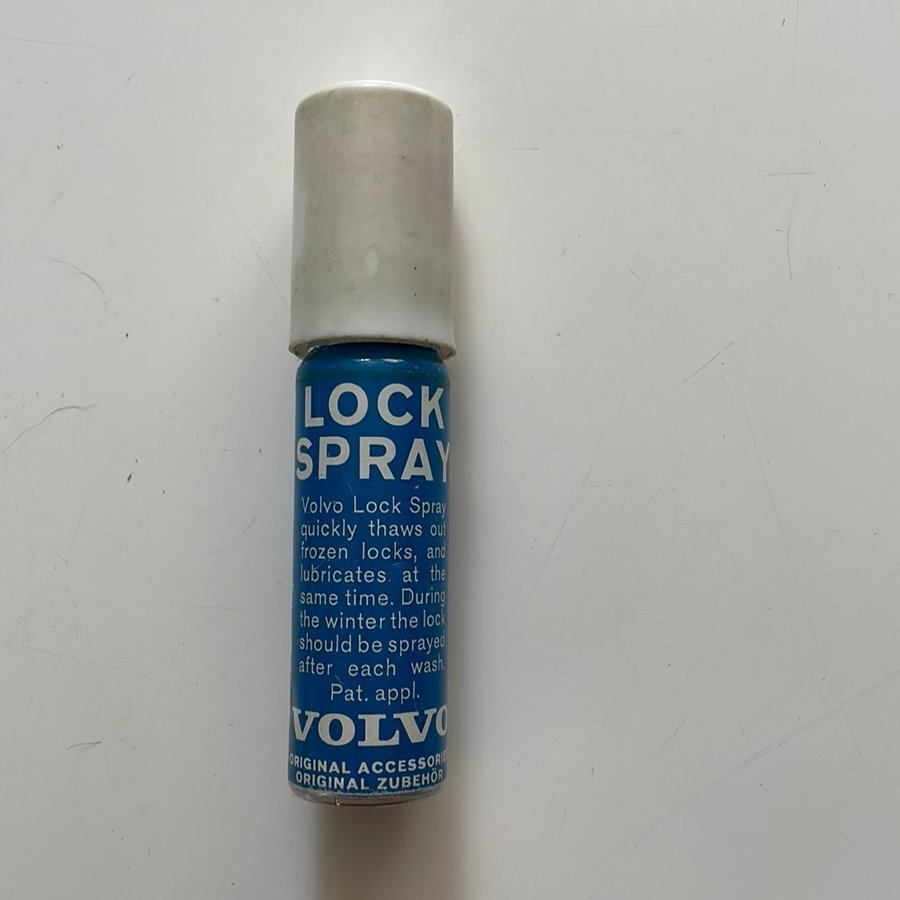 LOCK
SPRAY
Volvo Lock Spray
quickly thaws out
frozen locks, and
lubricates at the
same time. During
the winter the lock
should be sprayed
after each wash.
Pat. appl.
VOLVO
ORIGINAL ACCESSORIES
ORIGINAL ZUBEHÖR